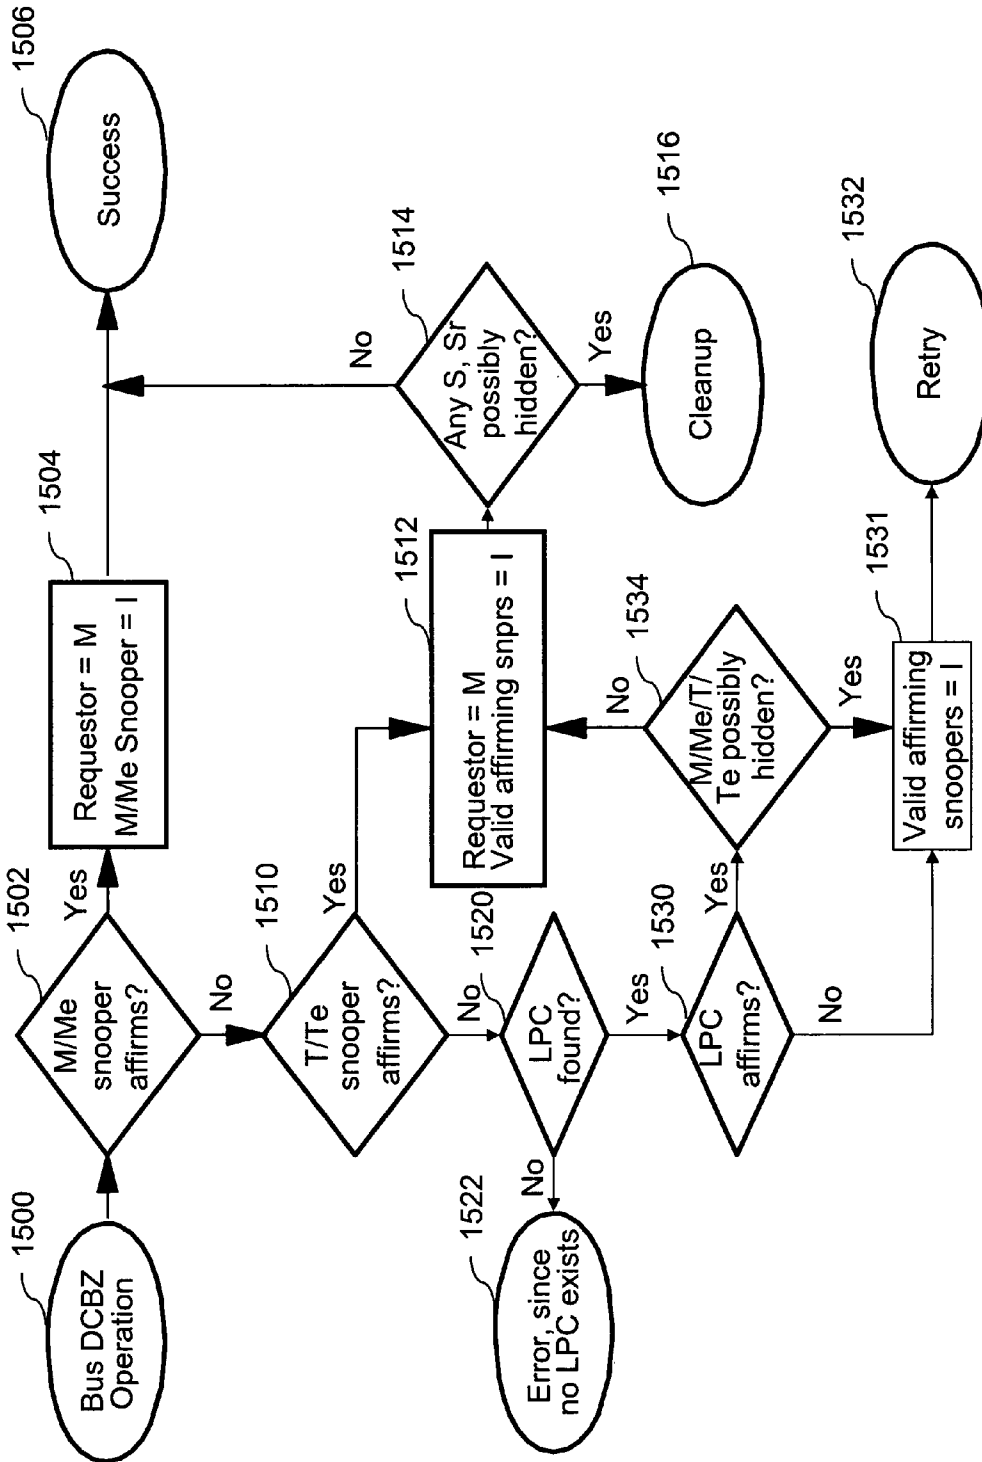 1500
Bus DCBZ
Operation
1502
M/Me
snooper
affirms?
Yes
No
1504
Requestor = M
M/Me Snooper = I
1506
Success
1510
T/Te
snooper
affirms?
Yes
No
1512
Requestor = M
Valid affirming snprs = I
1514
Any S, Sr
possibly
hidden?
No
Yes
1516
Cleanup
1520
LPC
found?
No
Yes
1522
Error, since
no LPC exists
1530
LPC
affirms?
Yes
No
1534
M/Me/T/
Te possibly
hidden?
No
Yes
1531
Valid affirming
snoopers = I
1532
Retry